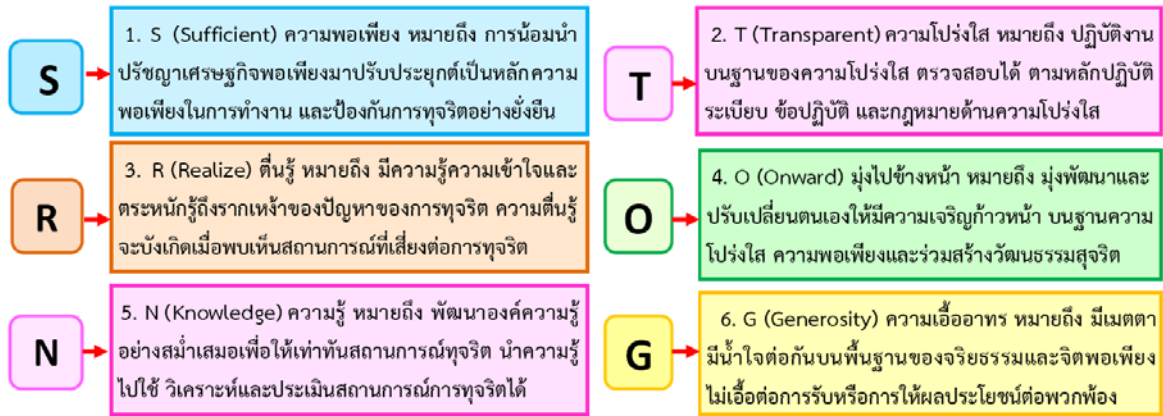 S
1. S (Sufficient) ความพอเพียง หมายถึง การน้อมนำ
ปรัชญาเศรษฐกิจพอเพียงมาปรับประยุกต์เป็นหลักความ
พอเพียงในการทำงาน และป้องกันการทุจริตอย่างยั่งยืน
T
2. T (Transparent) ความโปร่งใส หมายถึง ปฏิบัติงาน
บนฐานของความโปร่งใส ตรวจสอบได้ ตามหลักปฏิบัติ
ระเบียบ ข้อปฏิบัติ และกฎหมายด้านความโปร่งใส
R
3. R (Realize) ตื่นรู้ หมายถึง มีความรู้ความเข้าใจและ
ตระหนักรู้ถึงรากเหง้าของปัญหาของการทุจริต ความตื่นรู้
จะบังเกิดเมื่อพบเห็นสถานการณ์ที่เสี่ยงต่อการทุจริต
O
4. O (Onward) มุ่งไปข้างหน้า หมายถึง มุ่งพัฒนาและ
ปรับเปลี่ยนตนเองให้มีความเจริญก้าวหน้า บนฐานความ
โปร่งใส ความพอเพียงและร่วมสร้างวัฒนธรรมสุจริต
N
5. N (Knowledge) ความรู้ หมายถึง พัฒนาองค์ความรู้
อย่างสม่ำเสมอเพื่อให้เท่าทันสถานการณ์ทุจริต นำความรู้
ไปใช้ วิเคราะห์และประเมินสถานการณ์การทุจริตได้
G
6. G (Generosity) ความเอื้ออาทร หมายถึง มีเมตตา
มีน้ำใจต่อกันบนพื้นฐานของจริยธรรมและจิตพอเพียง
ไม่เอื้อต่อการรับหรือการให้ผลประโยชน์ต่อพวกพ้อง